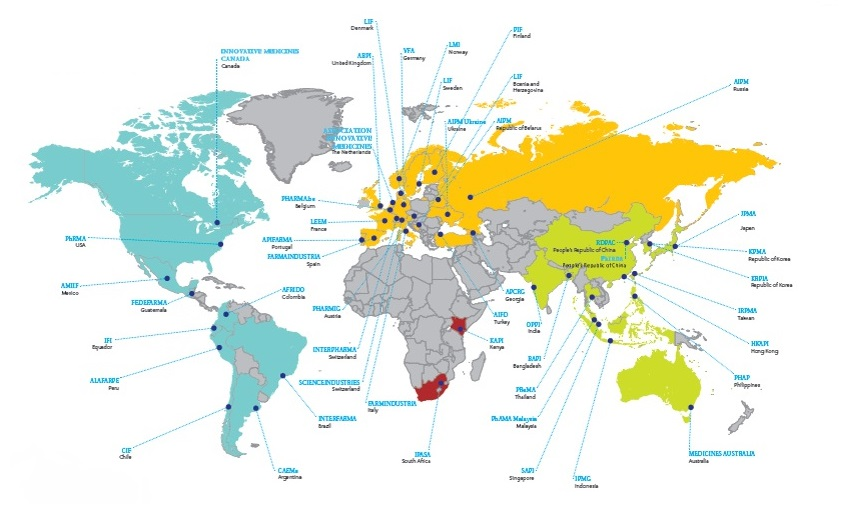 LIF
Denmark
PIF
Finland
ABPI
United Kingdom
VFA
Germany
LMI
Norway
INNOVATIVE MEDICINES
CANADA
Canada
LIF
Sweden
LIF
Bosnia and
Herzegovina
AIPM
Russia
AIPM Ukraine
Ukraine
AIPM
Republic of Belarus
ASSOCIATION
INNOVATIVE
MEDICINES
The Netherlands
PHARMA.be
Belgium
LEEM
France
JPMA
Japan
PhRMA
USA
APIFARMA
Portugal
RDPAC
People's Republic of China
KPMA
Republic of Korea
FARMAINDUSTRIA
Spain
People's Republic of China
KRPIA
Republic of Korea
AMIIF
Mexico
AFIDRO
Colombia
APCRG
Georgia
FEDEFARMA
Guatemala
PHARMIG
Austria
AIFD
Turkey
OPPI
India
IRPMA
Taiwan
IFI
Equador
KAPI
Kenya
HKAPI
Hong Kong
INTERPHARMA
Switzerland
BAPI
Bangladesh
ALAFARPE
Peru
SCIENCEINDUSTRIES
Switzerland
PHAP
Philippines
PReMA
Thailand
FARMINDUSTRIA
Italy
INTERFARMA
Brazil
PhAMA Malaysia
Malaysia
CIF
Chile
IPASA
South Africa
MEDICINES AUSTRALIA
Australia
CAEMe
Argentina
SAPI
Singapore
IPMG
Indonesia